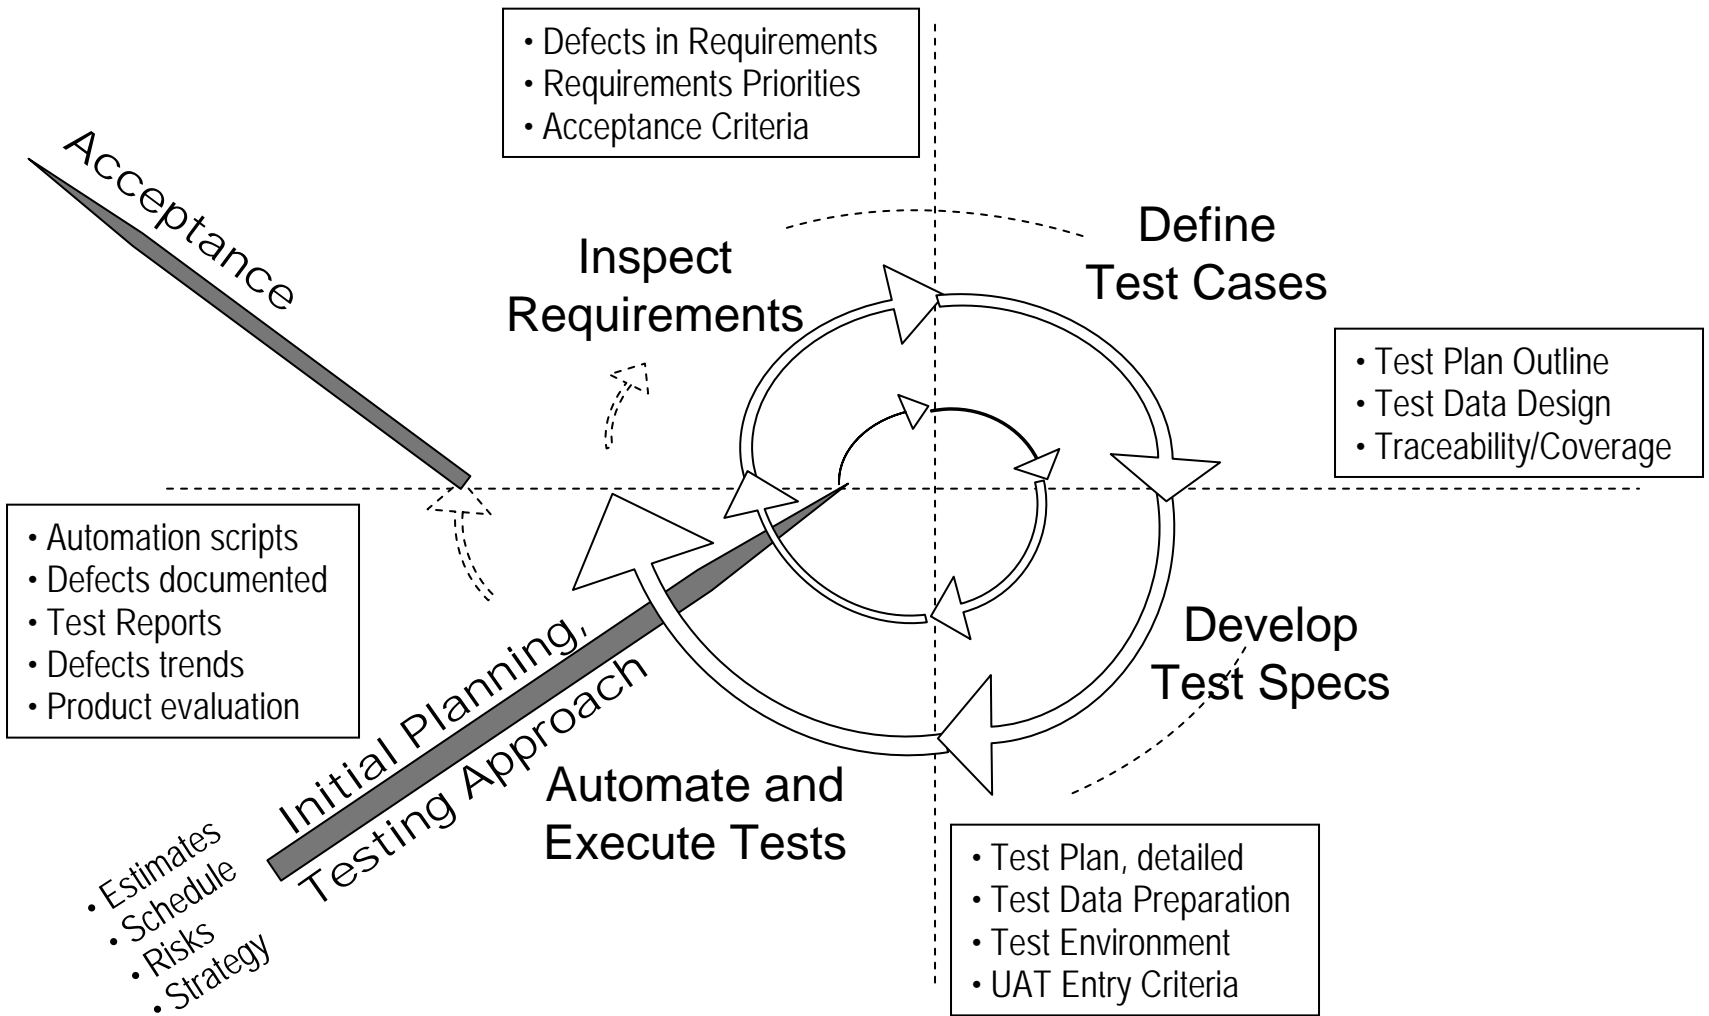 • Defects in Requirements
• Requirements Priorities
• Acceptance Criteria
Acceptance
Inspect
Requirements
Define
Test Cases
• Test Plan Outline
• Test Data Design
• Traceability/Coverage
• Automation scripts
• Defects documented
• Test Reports
• Defects trends
• Product evaluation
Develop
Test Specs
Initial Planning,
Testing Approach
Automate and
Execute Tests
• Estimates
• Schedule
• Risks
• Strategy
• Test Plan, detailed
• Test Data Preparation
• Test Environment
• UAT Entry Criteria